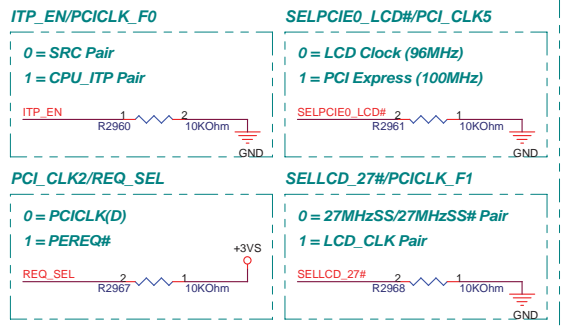 ITP_EN/PCICLK_F0
0 = SRC Pair
1 = CPU_ITP Pair
ITP_EN 1 2
R2960 10KOhm
GND
SELPCIE0_LCD#/PCI_CLK5
0 = LCD Clock (96MHz)
1 = PCI Express (100MHz)
SELPCIE0_LCD# 2 1
R2961 10KOhm
GND
PCI_CLK2/REQ_SEL
0 = PCICLK(D)
1 = PEREQ#
+3VS
REQ_SEL 2 1
R2967 10KOhm
SELLCD_27#/PCICLK_F1
0 = 27MHzSS/27MHzSS# Pair
1 = LCD_CLK Pair
SELLCD_27# 2 1
R2968 10KOhm
GND